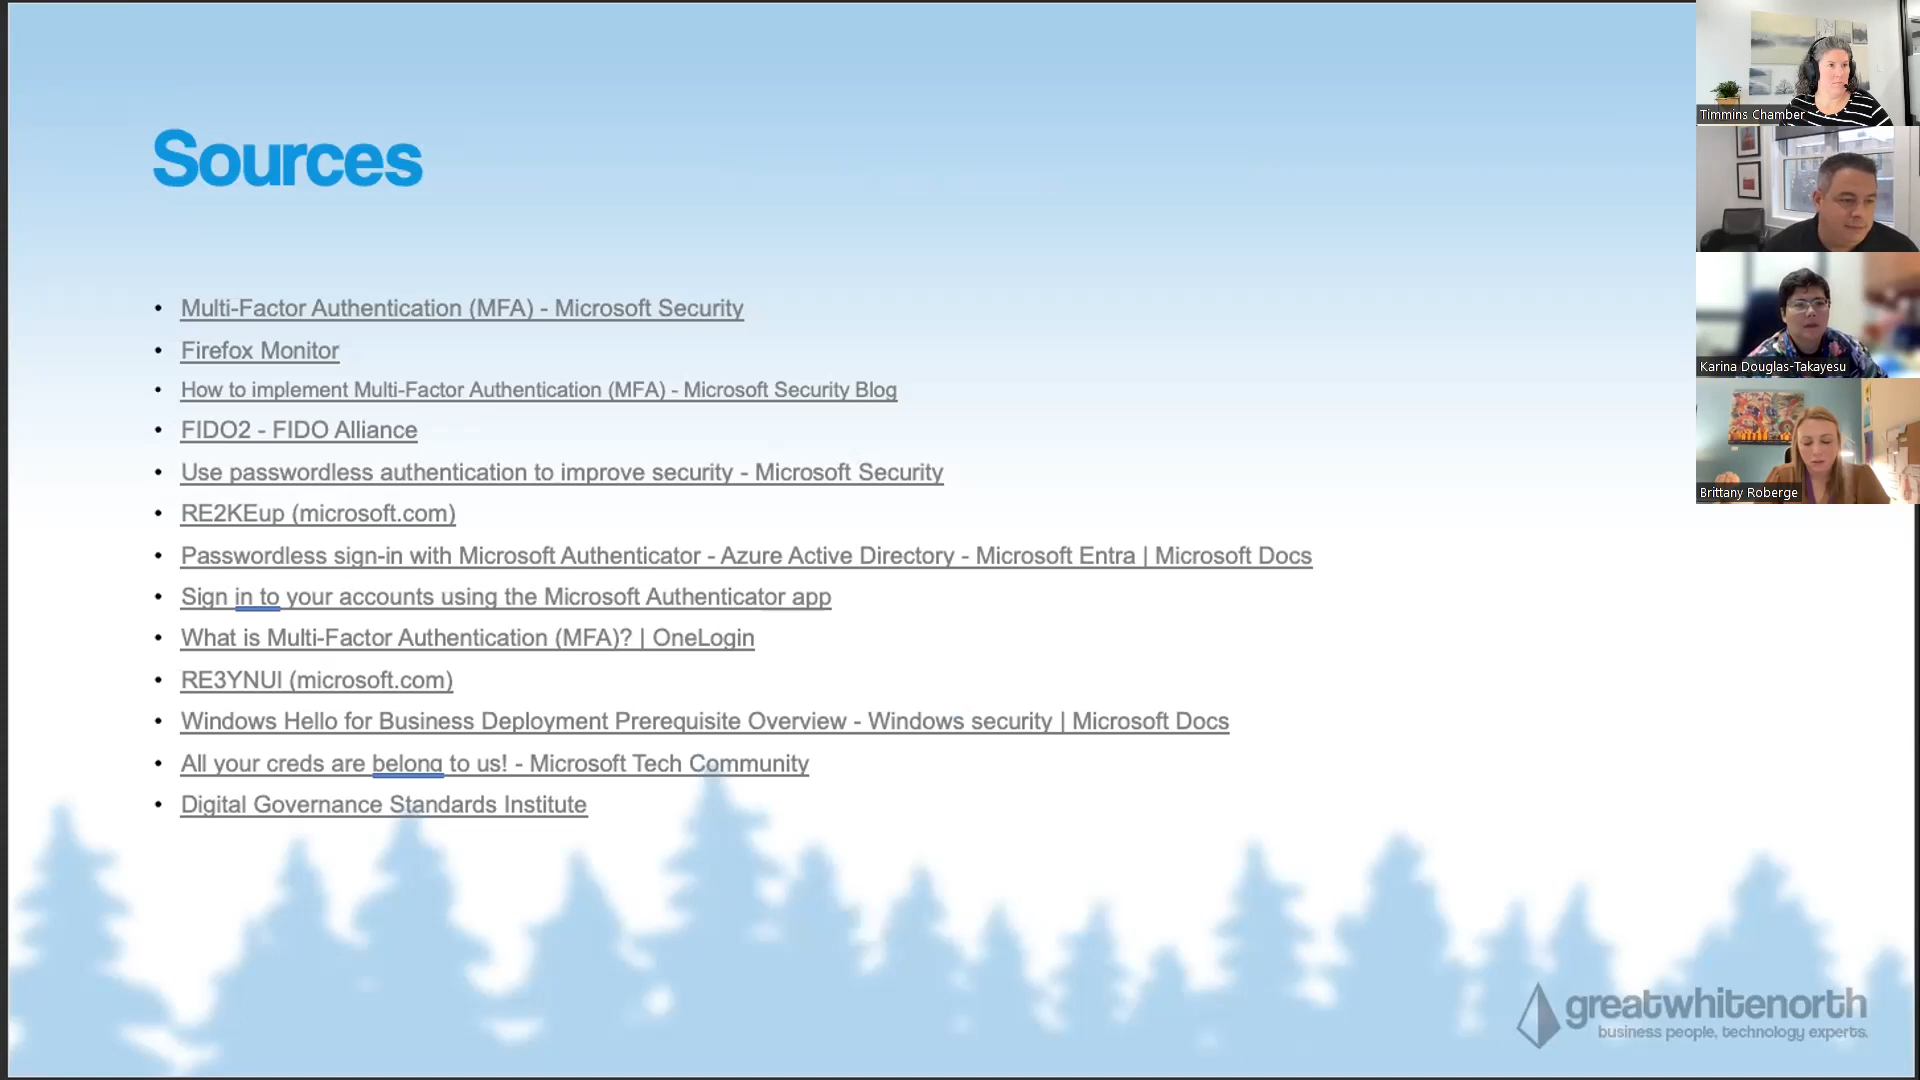 Sources
Multi-Factor Authentication (MFA) - Microsoft Security
Firefox Monitor
How to implement Multi-Factor Authentication (MFA) - Microsoft Security Blog
FIDO2 - FIDO Alliance
Use passwordless authentication to improve security - Microsoft Security
RE2KEup (microsoft.com)
Passwordless sign-in with Microsoft Authenticator - Azure Active Directory - Microsoft Entra | Microsoft Docs
Sign in to your accounts using the Microsoft Authenticator app
What is Multi-Factor Authentication (MFA)? | OneLogin
RE3YNUI (microsoft.com)
Windows Hello for Business Deployment Prerequisite Overview - Windows security | Microsoft Docs
All your creds are belong to us! - Microsoft Tech Community
Digital Governance Standards Institute
greatwhitenorth
business people, technology experts.
Timmins Chamber
Karina Douglas-Takayesu
Brittany Roberge